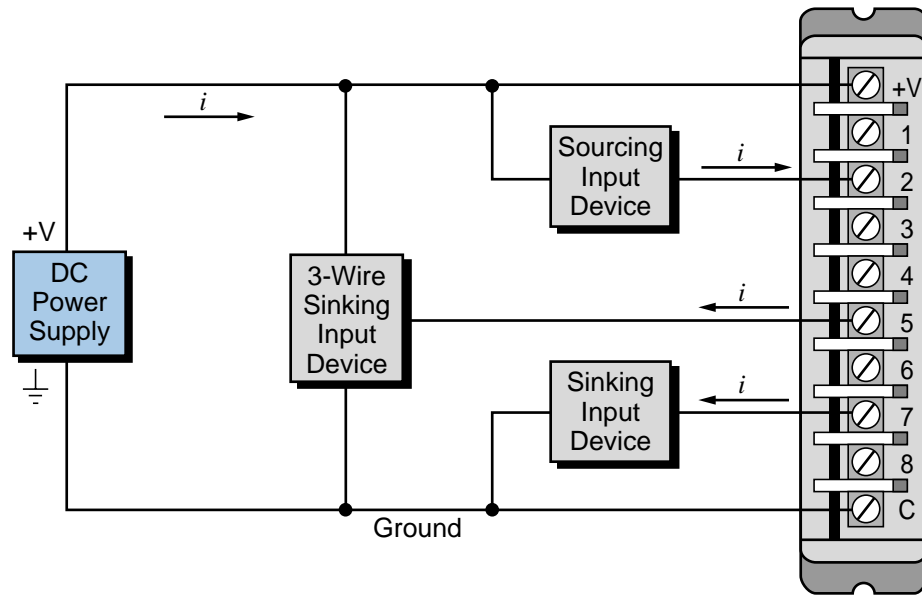 i
+V
1
Sourcing
Input
Device
i
2
3
+V
DC
Power
Supply
3-Wire
Sinking
Input
Device
4
i
5
6
Sinking
Input
Device
i
7
8
C
Ground